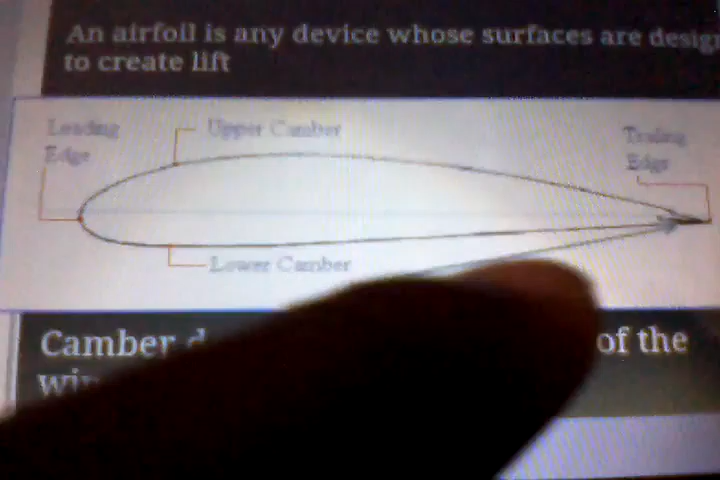 An airfoil is any device whose surfaces are
to create lift
Leading
Edge
Upper Camber
Trailing
Edge
Lower Camber
Camber
of the